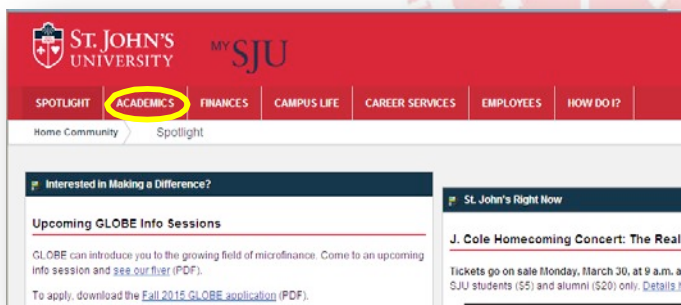 ST. JOHN'S
UNIVERSITY
MY SJU
SPOTLIGHT ACADEMICS FINANCES CAMPUS LIFE CAREER SERVICES EMPLOYEES HOW DO I?
Home Community Spotlight
Interested in Making a Difference?
Upcoming GLOBE Info Sessions
GLOBE can introduce you to the growing field of microfinance. Come to an upcoming
info session and see our flyer (PDF).
To apply, download the Fall 2015 GLOBE application (PDF).
St. John's Right Now
J. Cole Homecoming Concert: The Real
Tickets go on sale Monday, March 30, at 9 a.m. a
SJU students ($5) and alumni ($20) only. Details